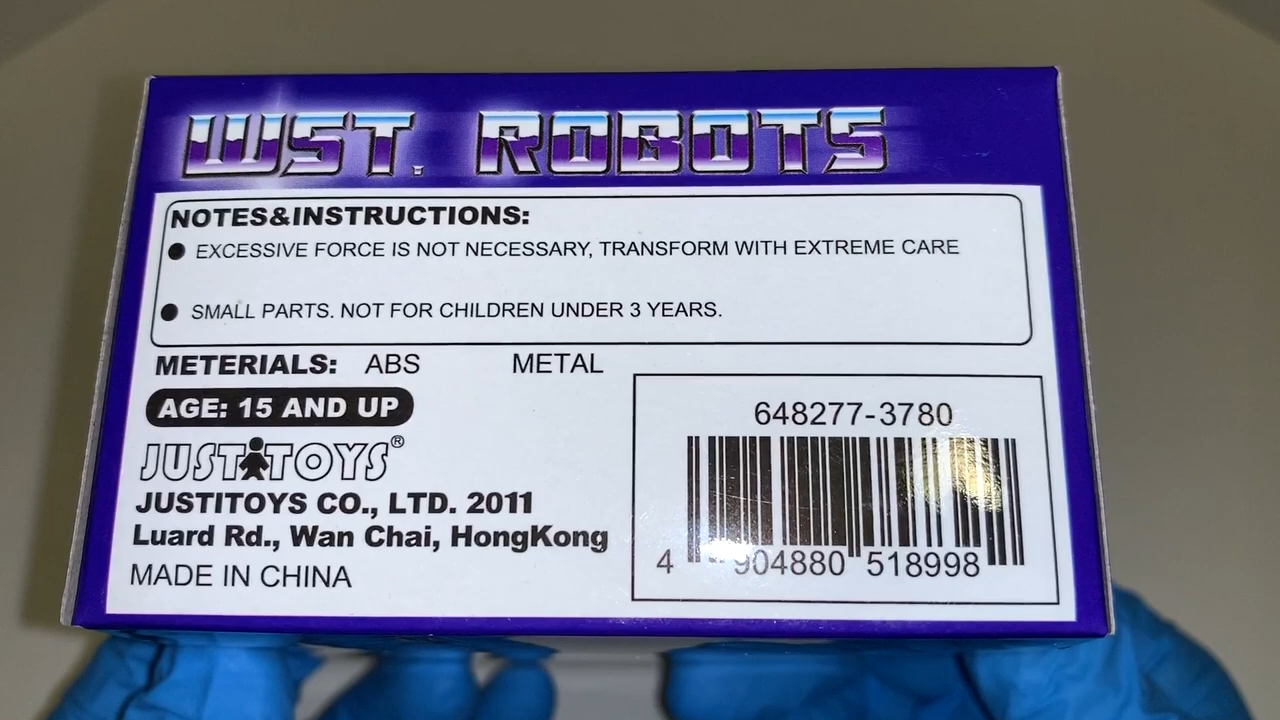 WST. ROBOTS
NOTES&INSTRUCTIONS:
● EXCESSIVE FORCE IS NOT NECESSARY, TRANSFORM WITH EXTREME CARE
● SMALL PARTS. NOT FOR CHILDREN UNDER 3 YEARS.
METERIALS: ABS METAL
AGE: 15 AND UP
JUSTITOYS®
JUSTITOYS CO., LTD. 2011
Luard Rd., Wan Chai, HongKong
MADE IN CHINA
648277-3780
4 904880 518998